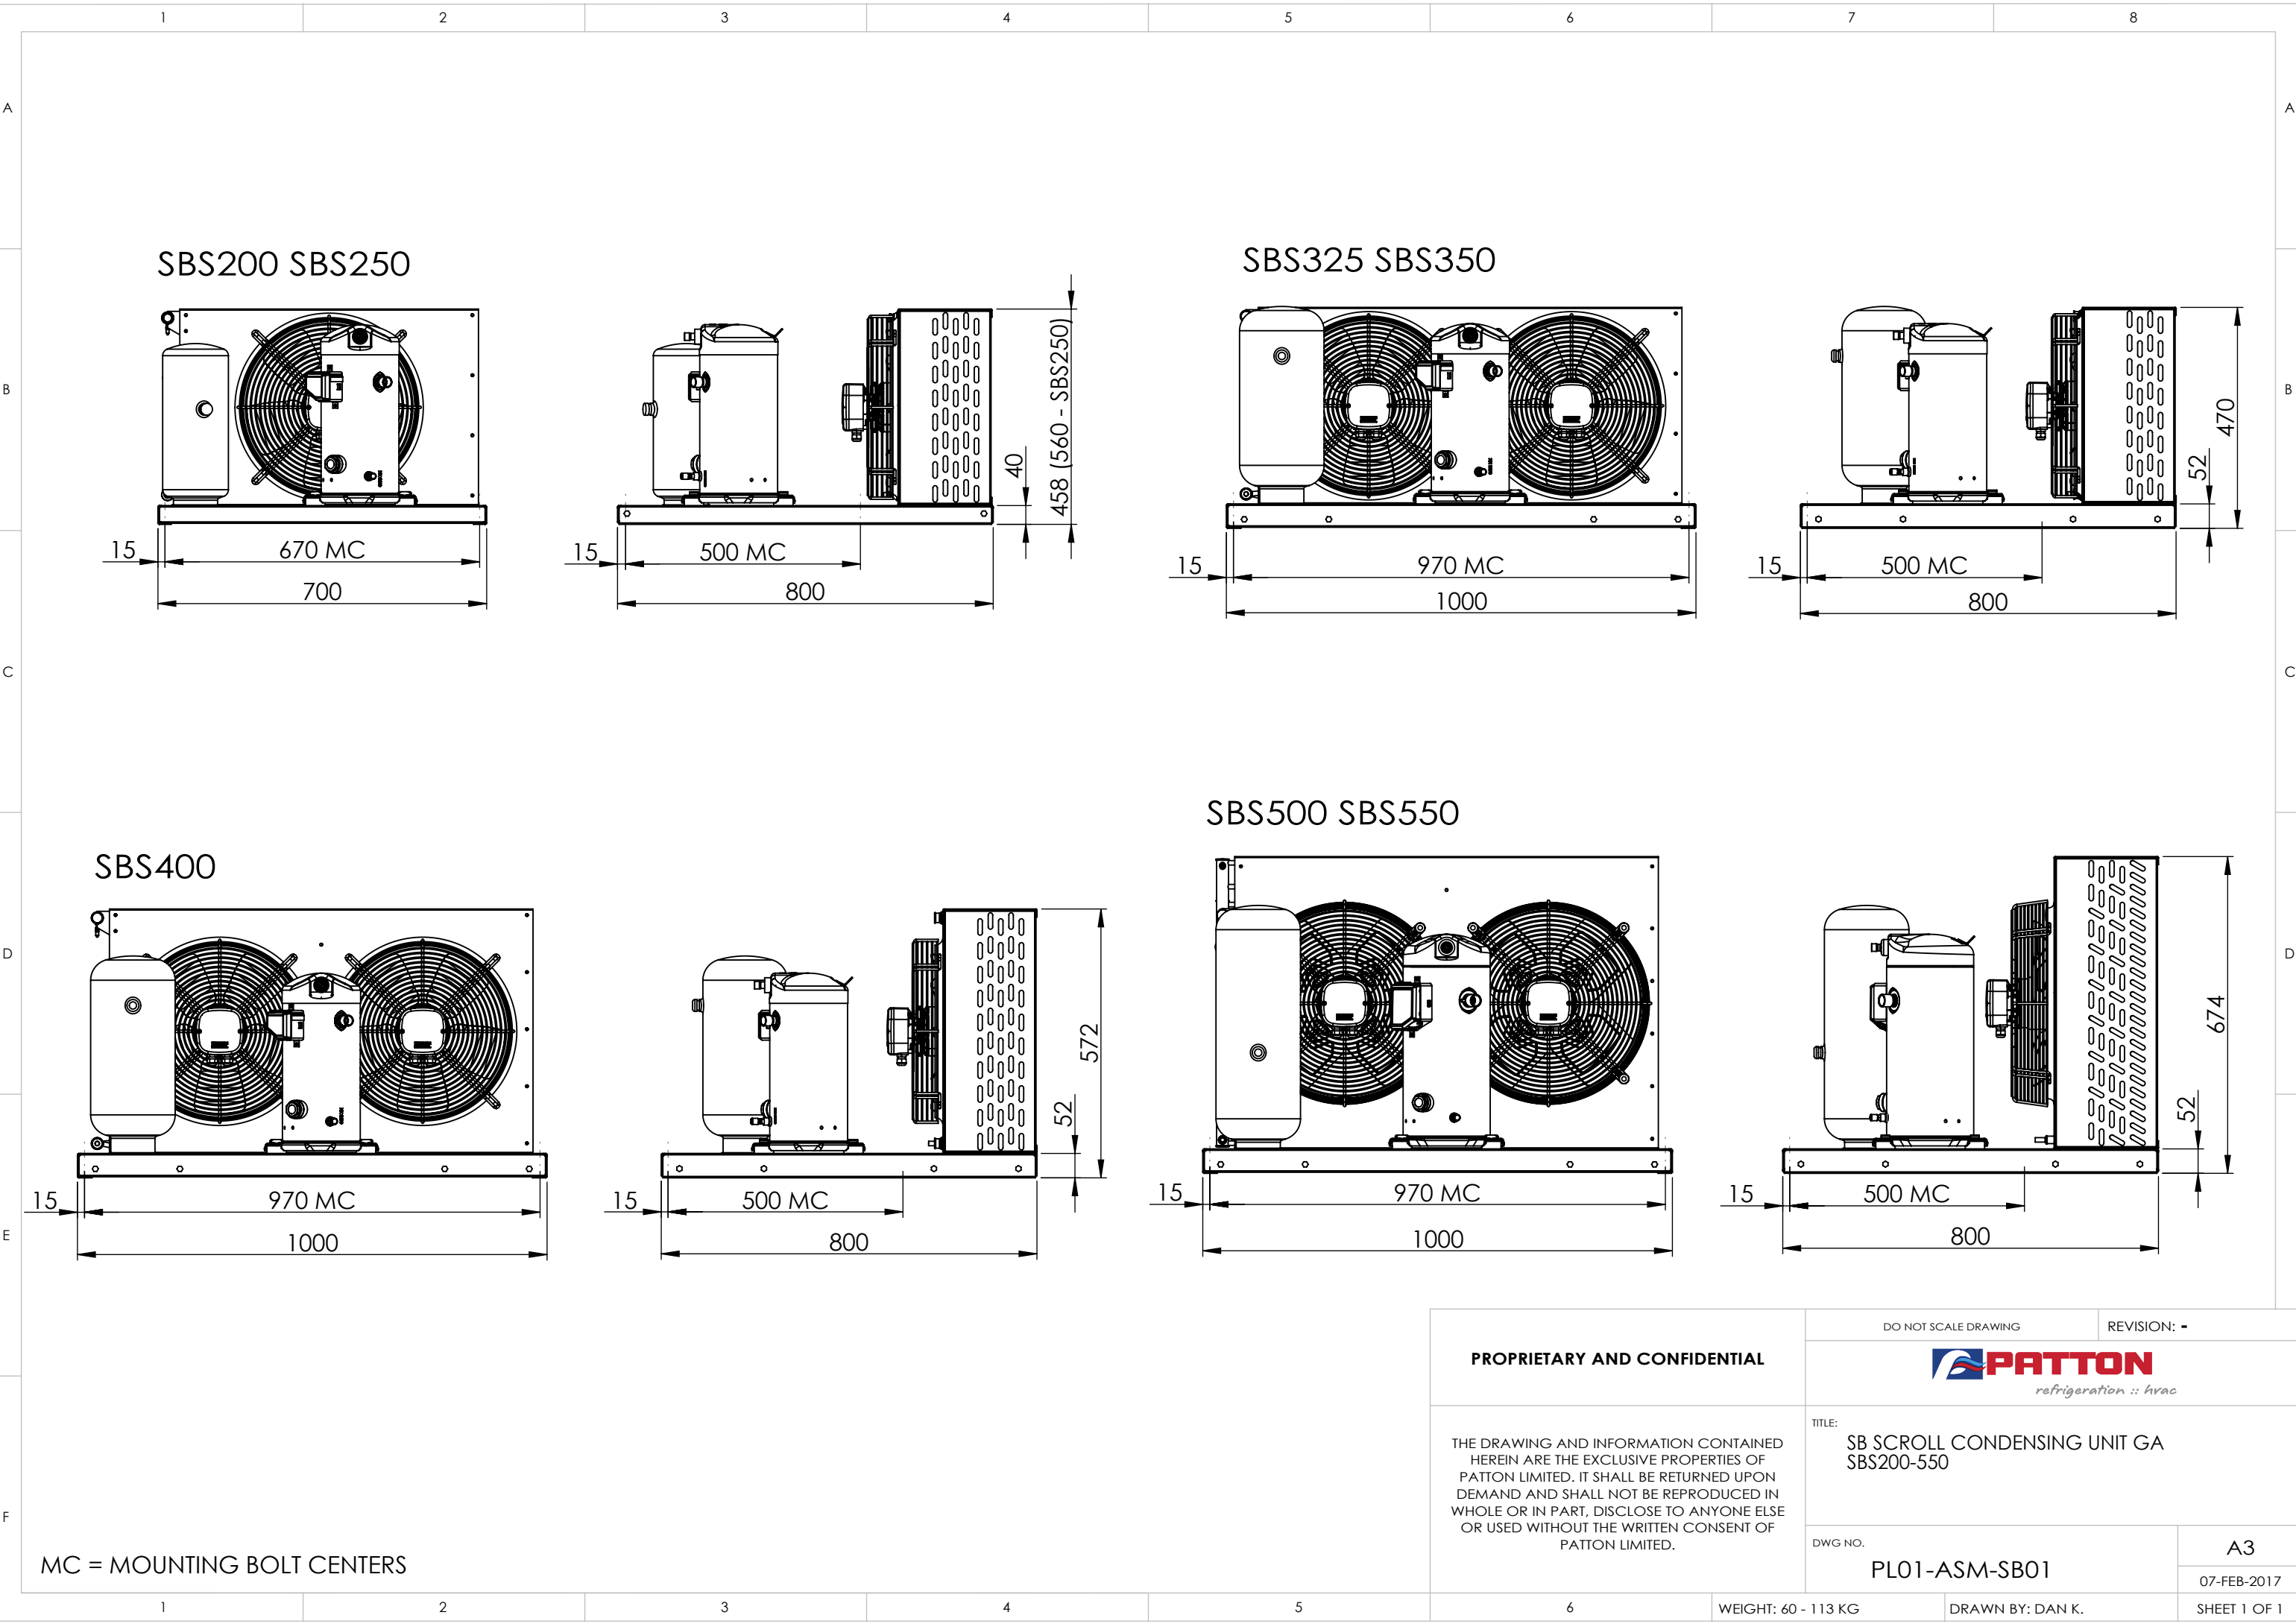 1 2 3 4 5 6 7 8
A A
B B
C C
D D
E
F
SBS200 SBS250
15
670 MC
700
15
500 MC
800
40
458 (560 - SBS250)
SBS325 SBS350
15
970 MC
1000
15
500 MC
800
52
470
SBS400
15
970 MC
1000
15
500 MC
800
52
572
SBS500 SBS550
15
970 MC
1000
15
500 MC
800
52
674
MC = MOUNTING BOLT CENTERS
PROPRIETARY AND CONFIDENTIAL
THE DRAWING AND INFORMATION CONTAINED
HEREIN ARE THE EXCLUSIVE PROPERTIES OF
PATTON LIMITED. IT SHALL BE RETURNED UPON
DEMAND AND SHALL NOT BE REPRODUCED IN
WHOLE OR IN PART, DISCLOSE TO ANYONE ELSE
OR USED WITHOUT THE WRITTEN CONSENT OF
PATTON LIMITED.
DO NOT SCALE DRAWING
REVISION: -
PATTON
refrigeration :: hvac
TITLE:
SB SCROLL CONDENSING UNIT GA
SBS200-550
DWG NO.
PL01-ASM-SB01
A3
07-FEB-2017
WEIGHT: 60 - 113 KG
DRAWN BY: DAN K.
SHEET 1 OF 1
1 2 3 4 5 6